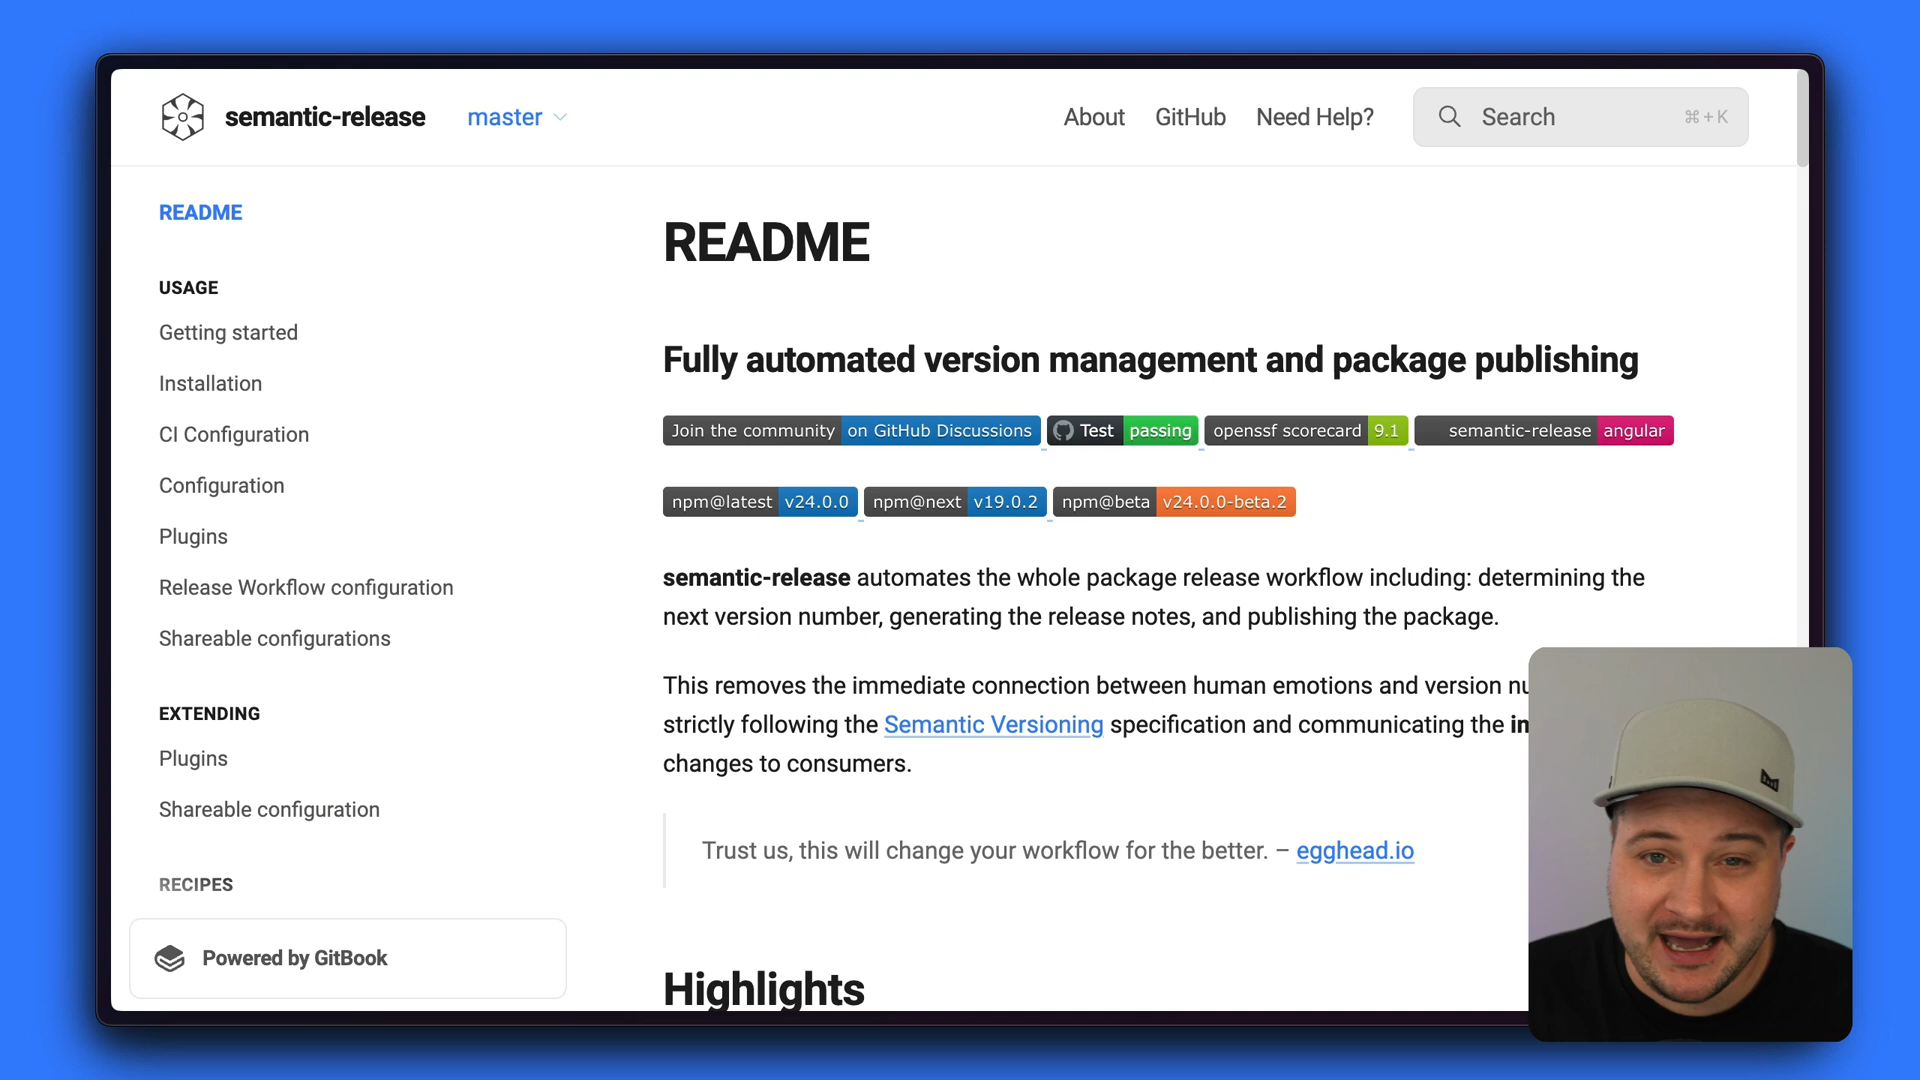 semantic-release
master
About
GitHub
Need Help?
Search
⌘+K
README
USAGE
Getting started
Installation
CI Configuration
Configuration
Plugins
Release Workflow configuration
Shareable configurations
EXTENDING
Plugins
Shareable configuration
RECIPES
Powered by GitBook
README
Fully automated version management and package publishing
Join the community on GitHub Discussions Test passing openssf scorecard 9.1 semantic-release angular
npm@latest v24.0.0 npm@next v19.0.2 npm@beta v24.0.0-beta.2
semantic-release automates the whole package release workflow including: determining the
next version number, generating the release notes, and publishing the package.
This removes the immediate connection between human emotions and version
strictly following the Semantic Versioning specification and communicating the
changes to consumers.
Trust us, this will change your workflow for the better. – egghead.io
Highlights